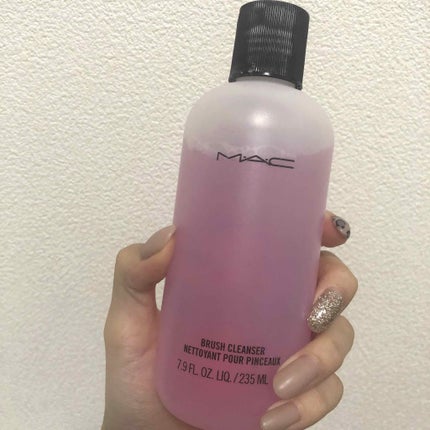 M·A·C
BRUSH CLEANSER
NETTOYANT POUR PINCEAUX
7.9 FL. OZ. LIQ. / 235 ML